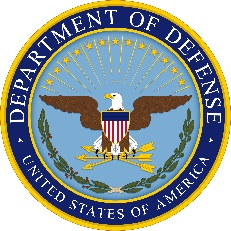 DEPARTMENT OF DEFENSE
UNITED STATES OF AMERICA